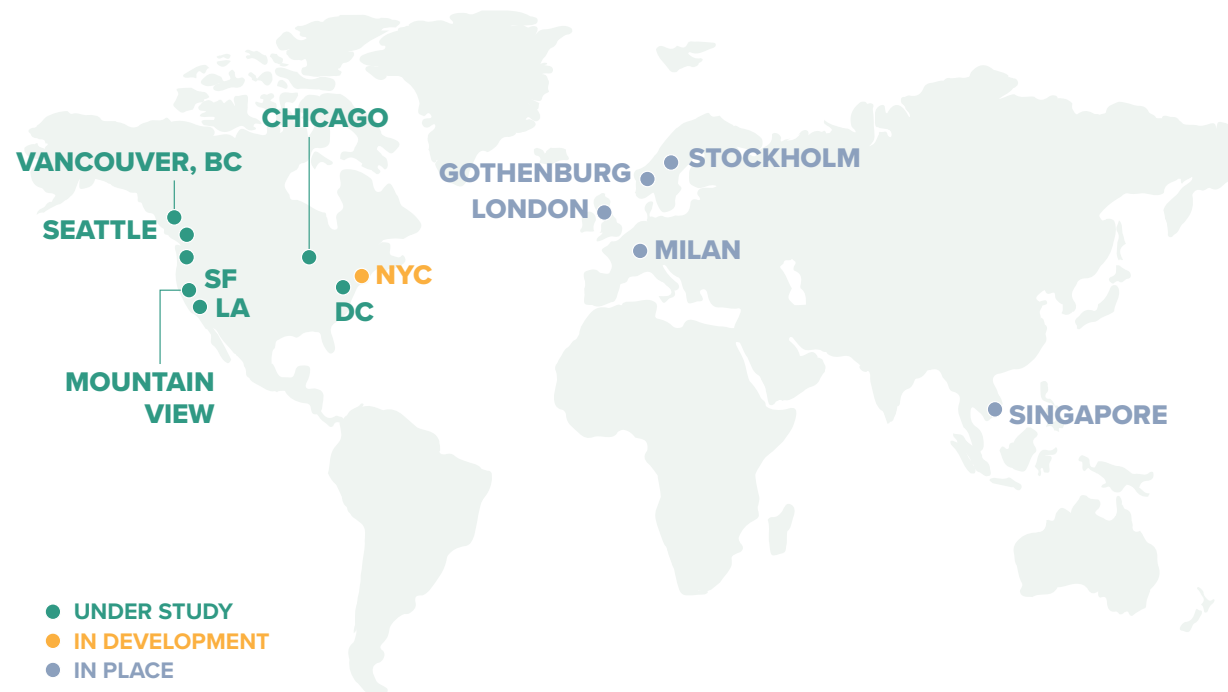 CHICAGO
VANCOUVER, BC
STOCKHOLM
GOTHENBURG
LONDON
SEATTLE
MILAN
SF
NYC
LA
DC
MOUNTAIN
VIEW
SINGAPORE
UNDER STUDY
IN DEVELOPMENT
IN PLACE